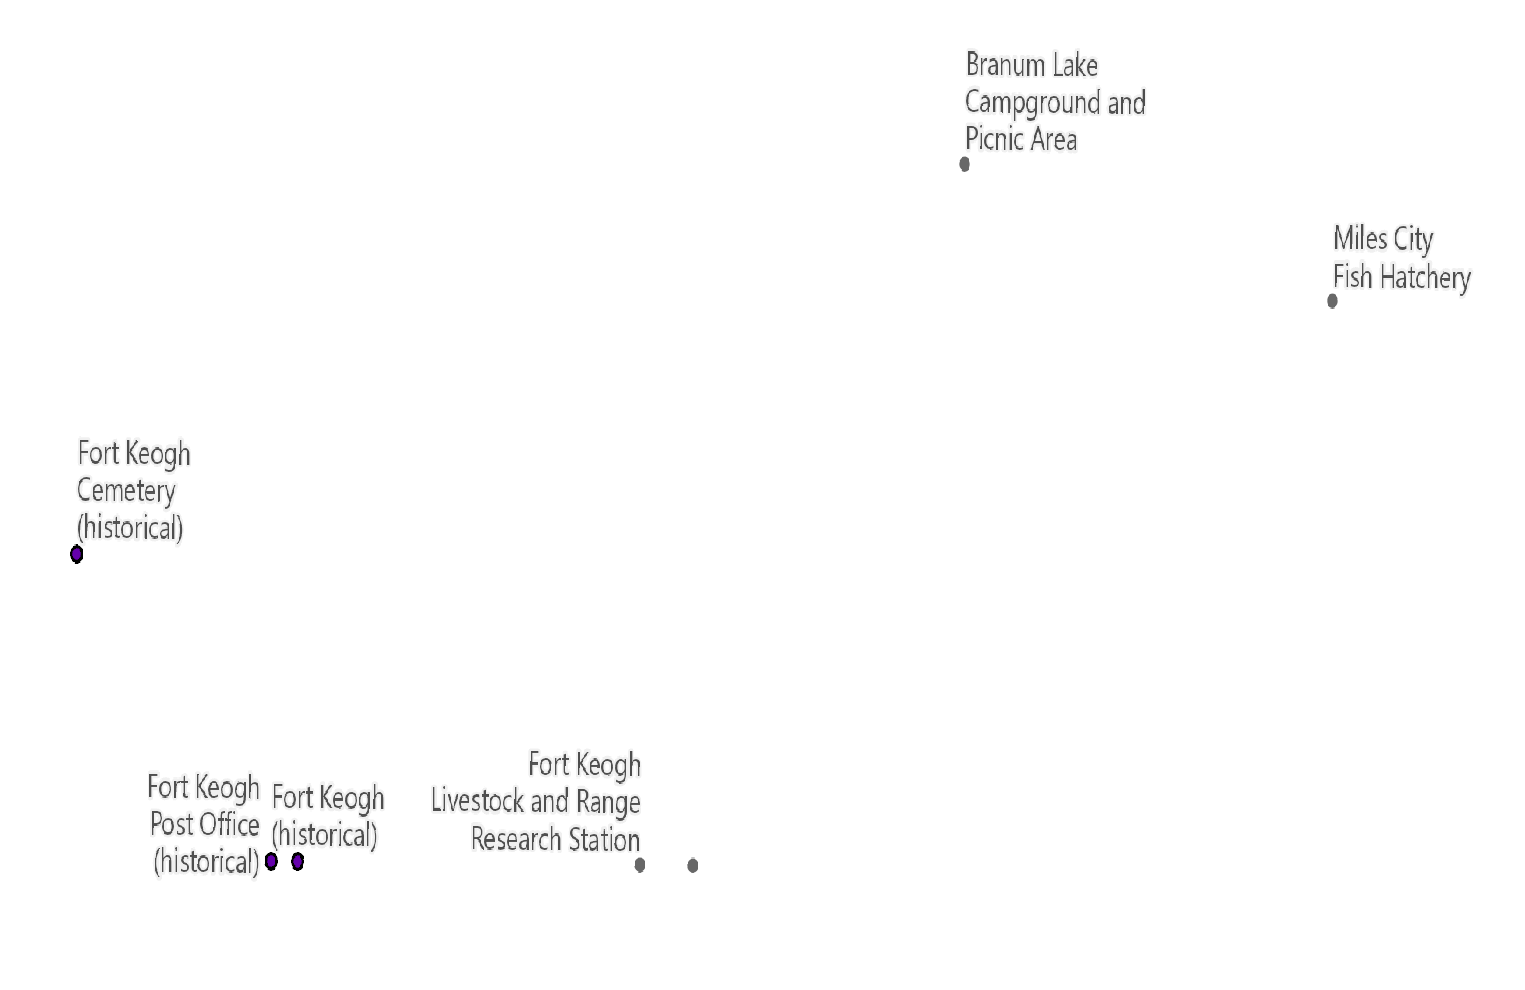 Branum Lake
Campground and
Picnic Area
Miles City
Fish Hatchery
Fort Keogh
Cemetery
(historical)
Fort Keogh
Post Office
(historical)
Fort Keogh
(historical)
Fort Keogh
Livestock and Range
Research Station